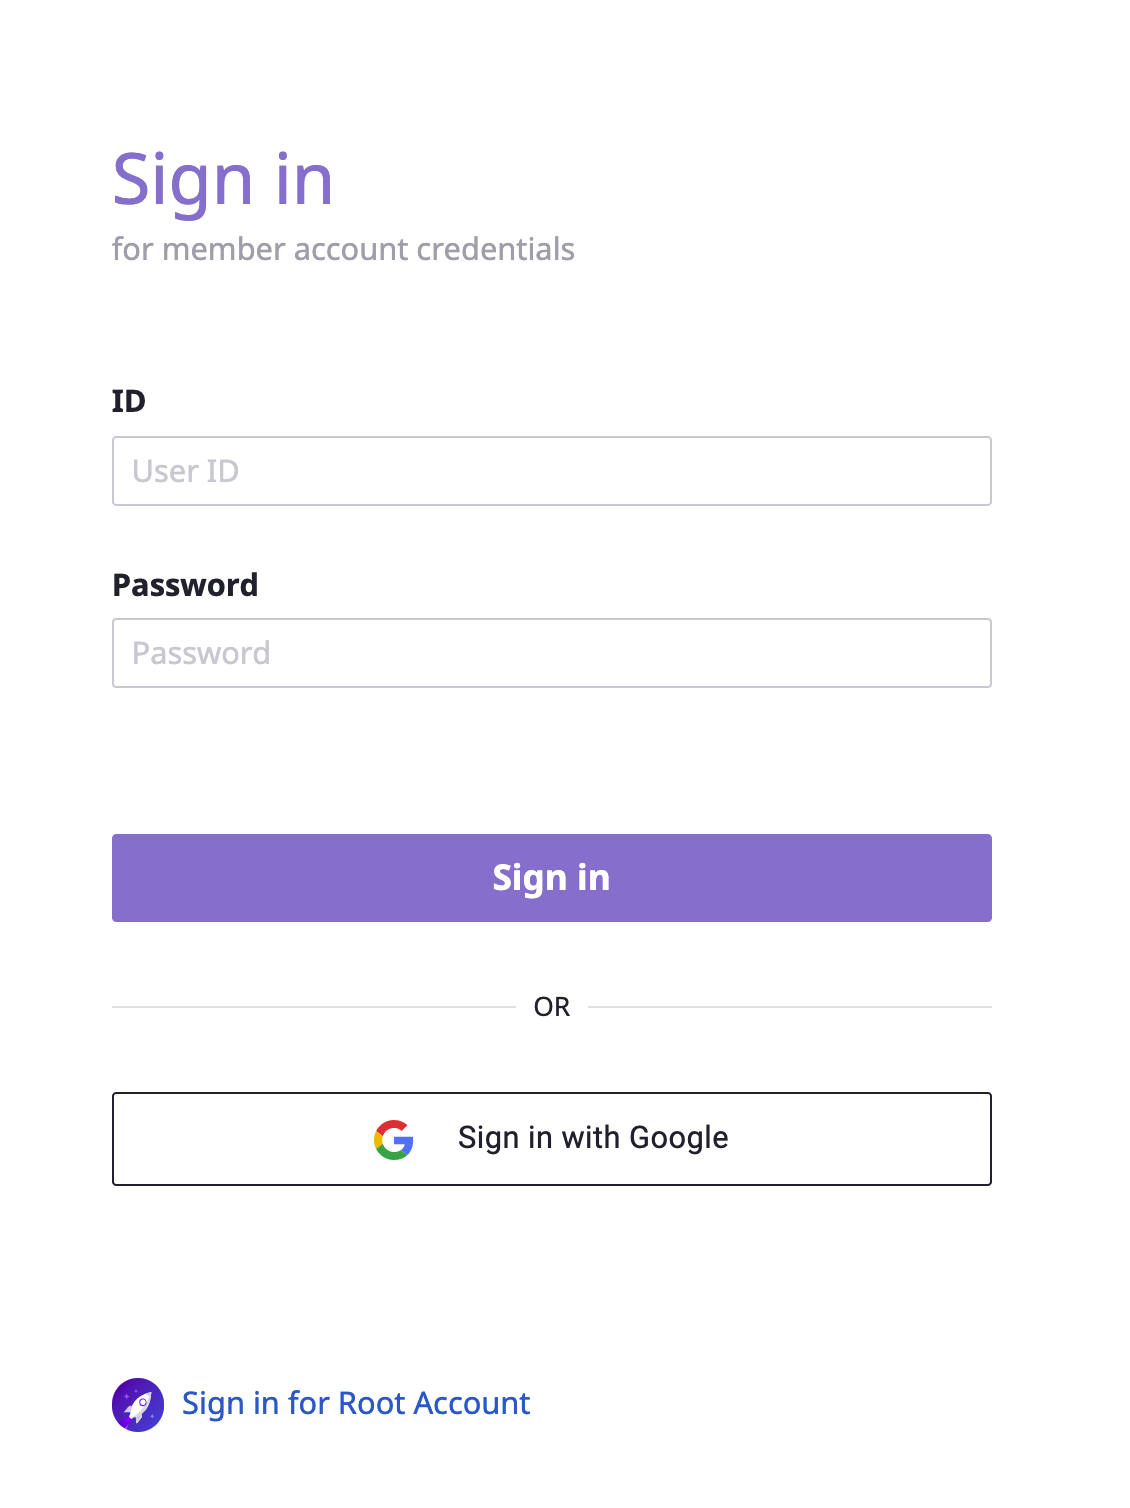 Sign in
for member account credentials
ID
User ID
Password
Password
Sign in
OR
Sign in with Google
Sign in for Root Account